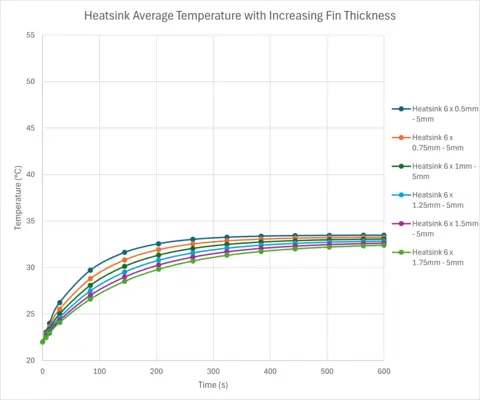 Heatsink Average Temperature with Increasing Fin Thickness
55
50
45
40
35
30
25
20
Temperature (°C)
0
100
200
300
400
500
600
Time (s)
Heatsink 6 x 0.5mm
- 5mm
Heatsink 6 x
0.75mm - 5mm
Heatsink 6 x 1mm -
5mm
Heatsink 6 x
1.25mm - 5mm
Heatsink 6 x 1.5mm
- 5mm
Heatsink 6 x
1.75mm - 5mm